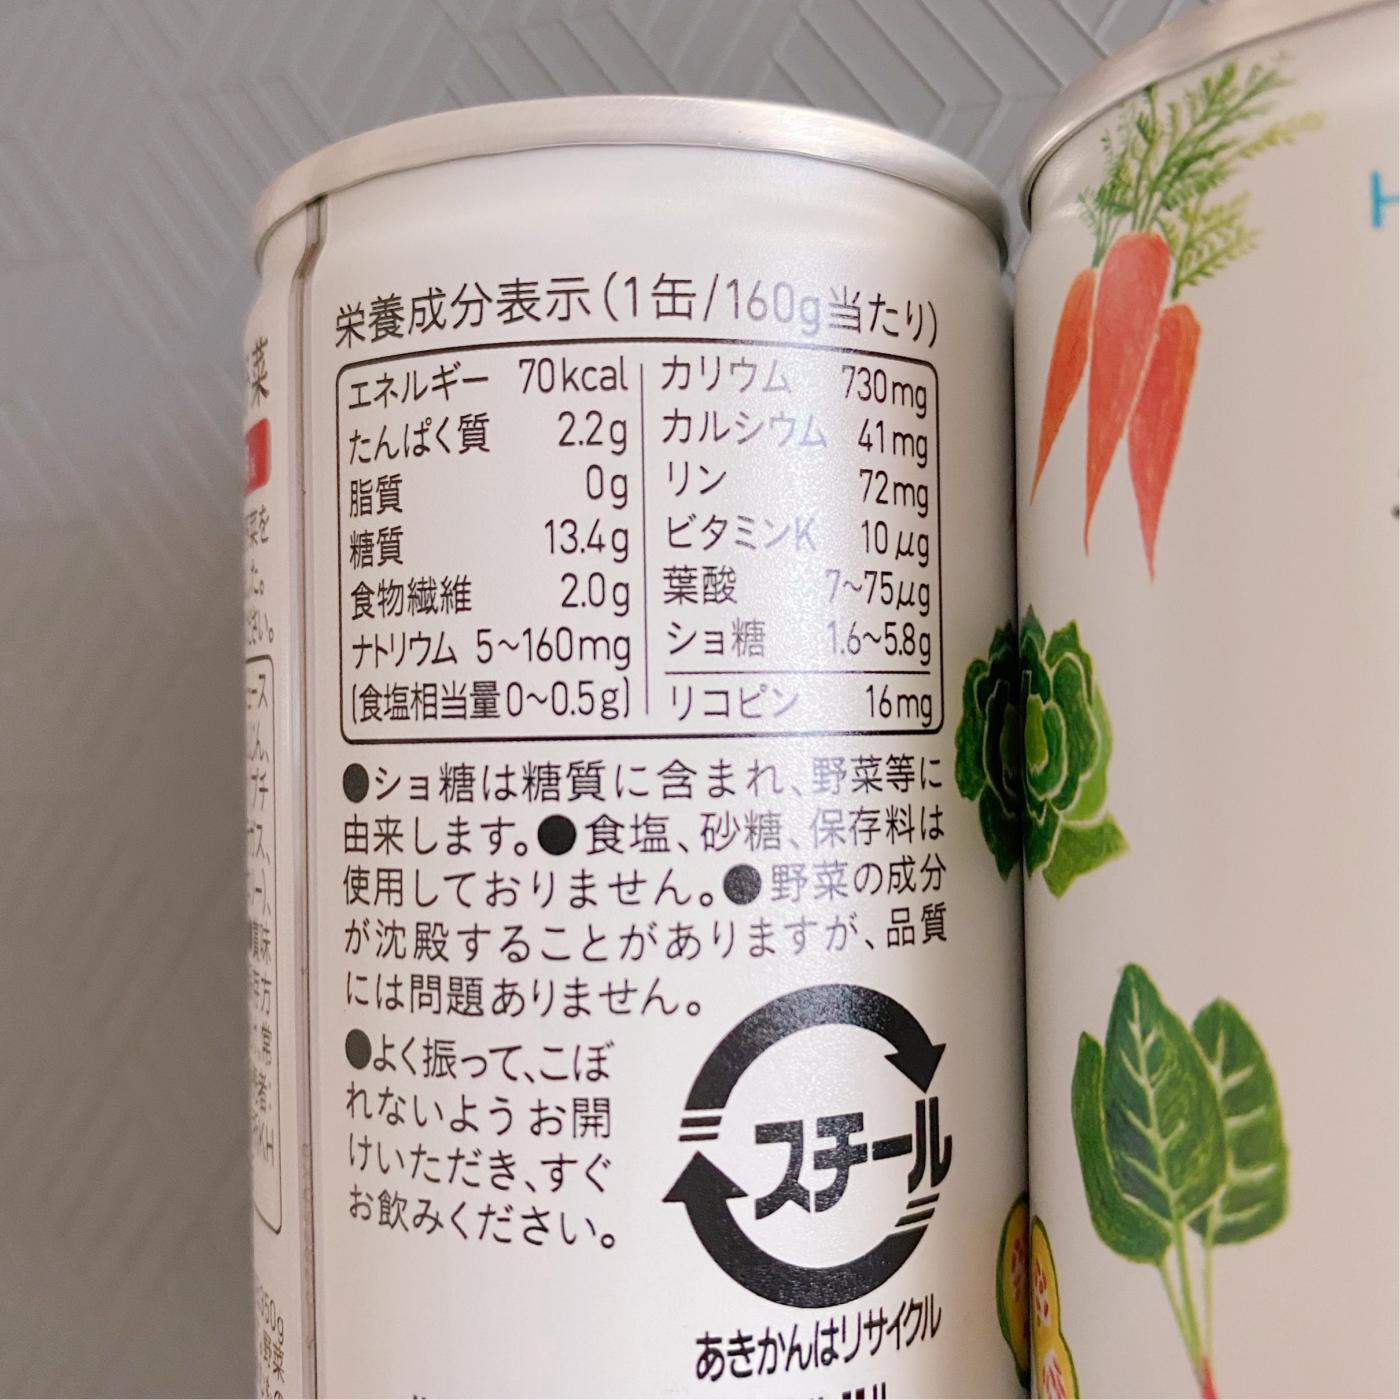 栄養成分表示(1缶/160g当たり)
エネルギー 70kcal
たんぱく質 2.2g
脂質 0g
糖質 13.4g
食物繊維 2.0g
ナトリウム 5~160mg
(食塩相当量0~0.5g)
カリウム 730mg
カルシウム 41mg
リン 72mg
ビタミンK 10μg
葉酸 7~75μg
ショ糖 1.6~5.8g
リコピン 16mg
●ショ糖は糖質に含まれ、野菜等に
由来します。●食塩、砂糖、保存料は
使用しておりません。●野菜の成分
が沈殿することがありますが、品質
には問題ありません。
●よく振って、こぼ
れないようお開
けいただき、すぐ
お飲みください。
スチール
あきかんはリサイクル